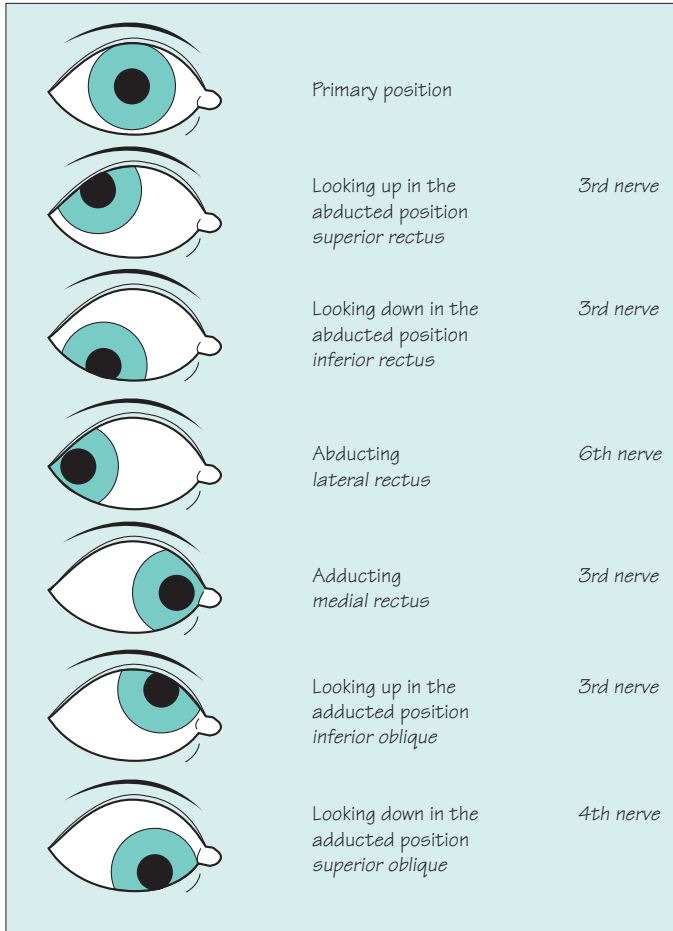 Primary position
Looking up in the 3rd nerve
abducted position
superior rectus
Looking down in the 3rd nerve
abducted position
inferior rectus
Abducting 6th nerve
lateral rectus
Adducting 3rd nerve
medial rectus
Looking up in the 3rd nerve
adducted position
inferior oblique
Looking down in the 4th nerve
adducted position
superior oblique